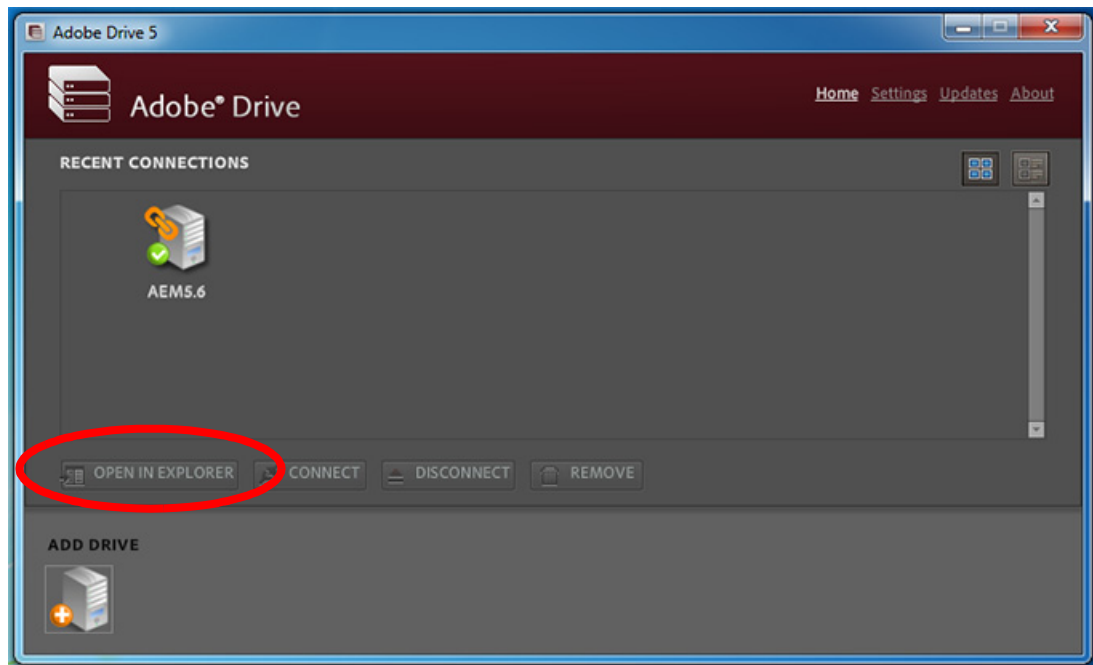 Adobe Drive 5
Adobe® Drive
Home Settings Updates About
RECENT CONNECTIONS
AEM5.6
OPEN IN EXPLORER CONNECT DISCONNECT REMOVE
ADD DRIVE